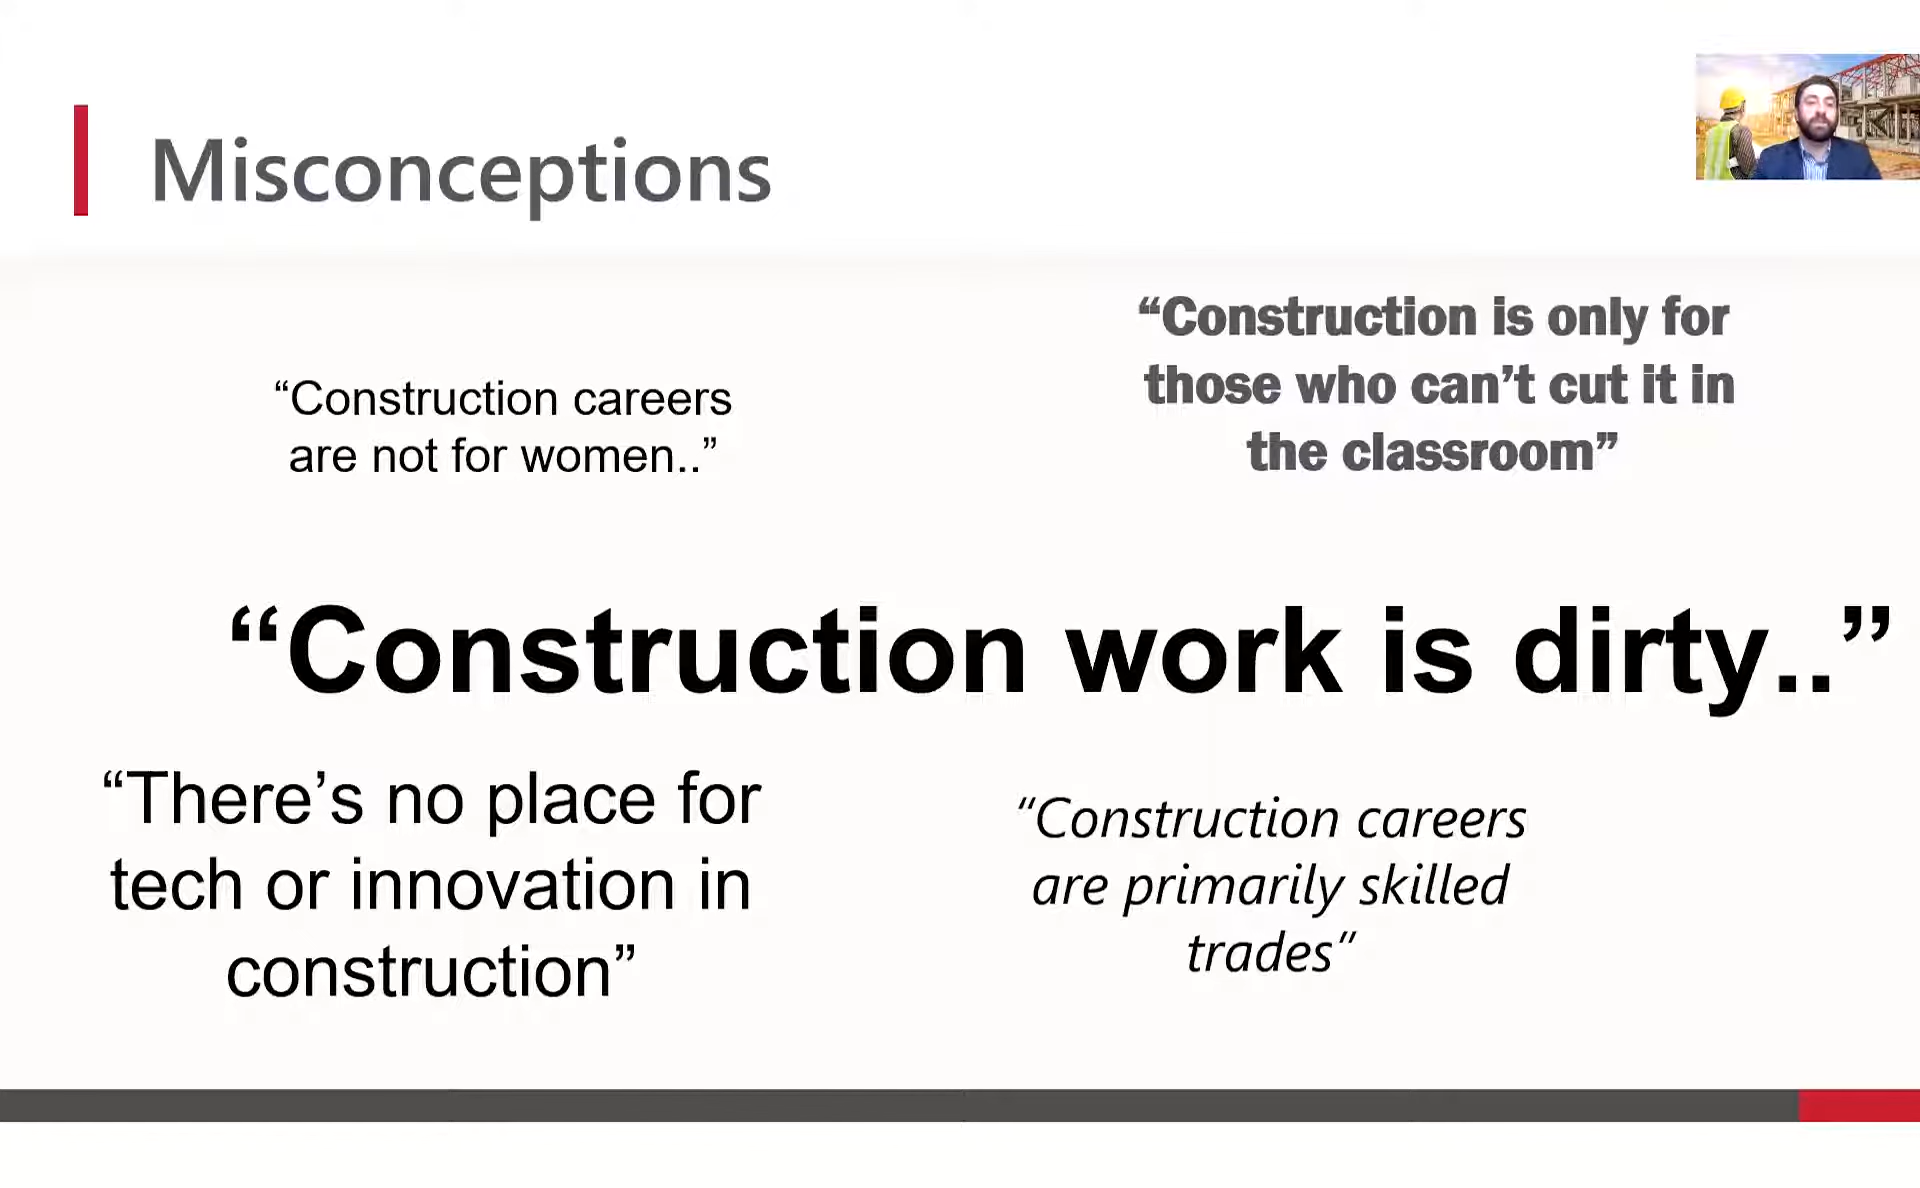 Misconceptions
“Construction careers
are not for women..”
“Construction is only for
those who can’t cut it in
the classroom”
“Construction work is dirty..”
“There’s no place for
tech or innovation in
construction”
“Construction careers
are primarily skilled
trades”